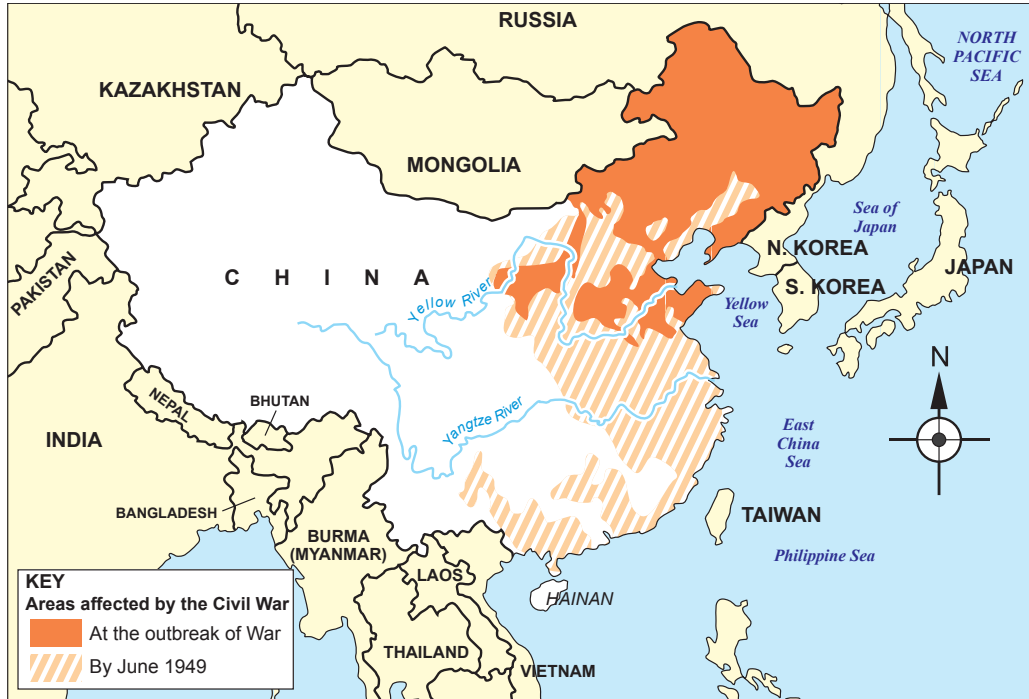 RUSSIA
NORTH
PACIFIC
SEA
KAZAKHSTAN
MONGOLIA
Sea of
Japan
N. KOREA
JAPAN
S. KOREA
PAKISTAN
C H I N A
Yellow River
Yellow
Sea
N
NEPAL
BHUTAN
Yangtze River
INDIA
East
China
Sea
BANGLADESH
TAIWAN
BURMA
(MYANMAR)
Philippine Sea
LAOS
HAINAN
THAILAND
VIETNAM
KEY
Areas affected by the Civil War
At the outbreak of War
By June 1949